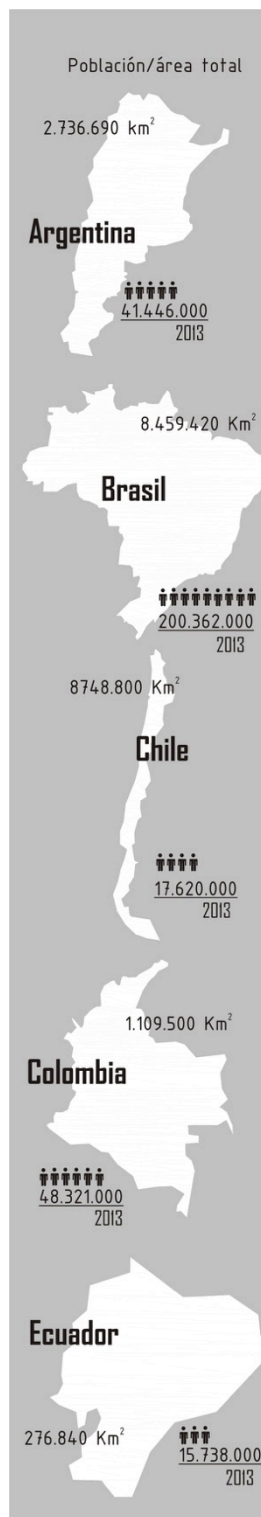 Población/área total
2.736.690 km²
Argentina
41.446.000
2013
8.459.420 Km²
Brasil
200.362.000
2013
8748.800 Km²
Chile
17.620.000
2013
1.109.500 Km²
Colombia
48.321.000
2013
Ecuador
276.840 Km²
15.738.000
2013